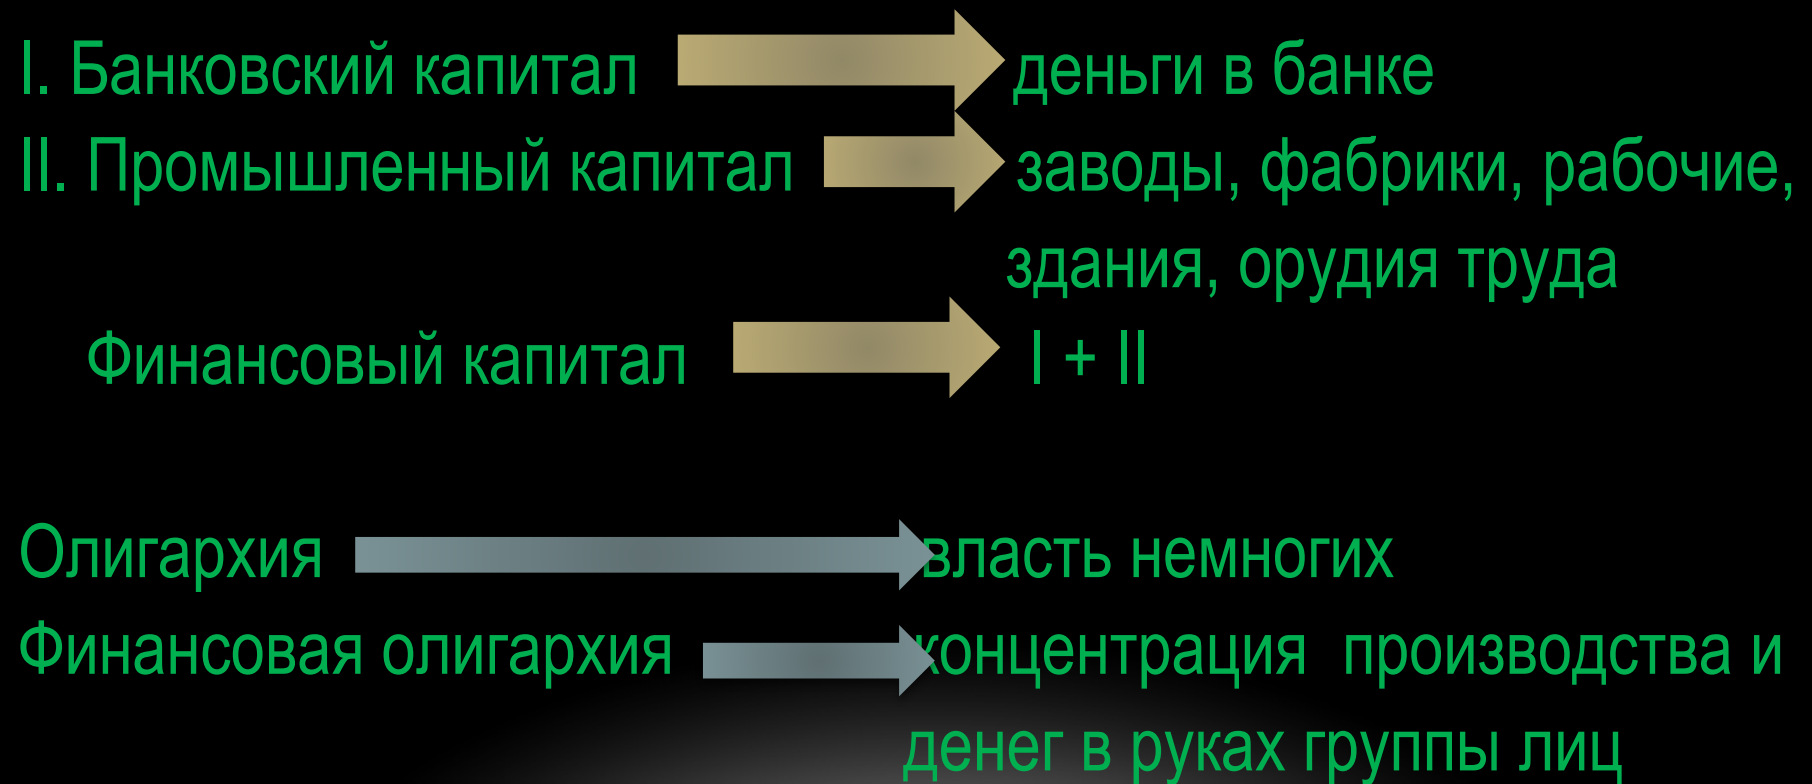 I. Банковский капитал деньги в банке
II. Промышленный капитал заводы, фабрики, рабочие,
здания, орудия труда
Финансовый капитал I + II
Олигархия власть немногих
Финансовая олигархия концентрация производства и
денег в руках группы лиц